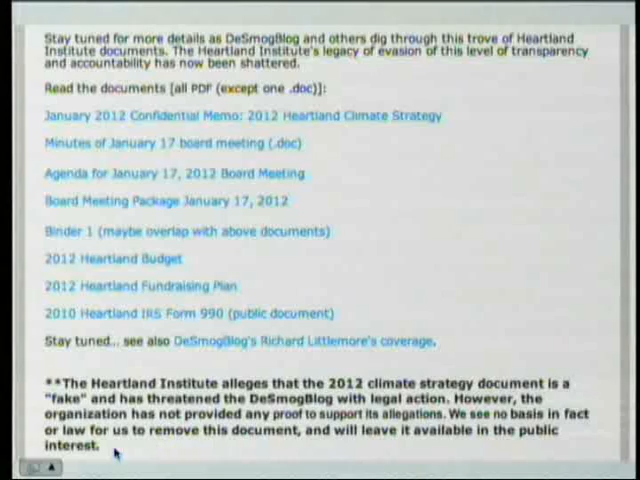 Stay tuned for more details as DeSmogBlog and others dig through this trove of Heartland
Institute documents. The Heartland Institute's legacy of evasion of this level of transparency
and accountability has now been shattered.
Read the documents [all PDF (except one .doc)]:
January 2012 Confidential Memo: 2012 Heartland Climate Strategy
Minutes of January 17 board meeting (.doc)
Agenda for January 17, 2012 Board Meeting
Board Meeting Package January 17, 2012
Binder 1 (maybe overlap with above documents)
2012 Heartland Budget
2012 Heartland Fundraising Plan
2010 Heartland IRS Form 990 (public document)
Stay tuned... see also DeSmogBlog's Richard Littlemore's coverage.
**The Heartland Institute alleges that the 2012 climate strategy document is a
"fake" and has threatened the DeSmogBlog with legal action. However, the
organization has not provided any proof to support its allegations. We see no basis in fact
or law for us to remove this document, and will leave it available in the public
interest.